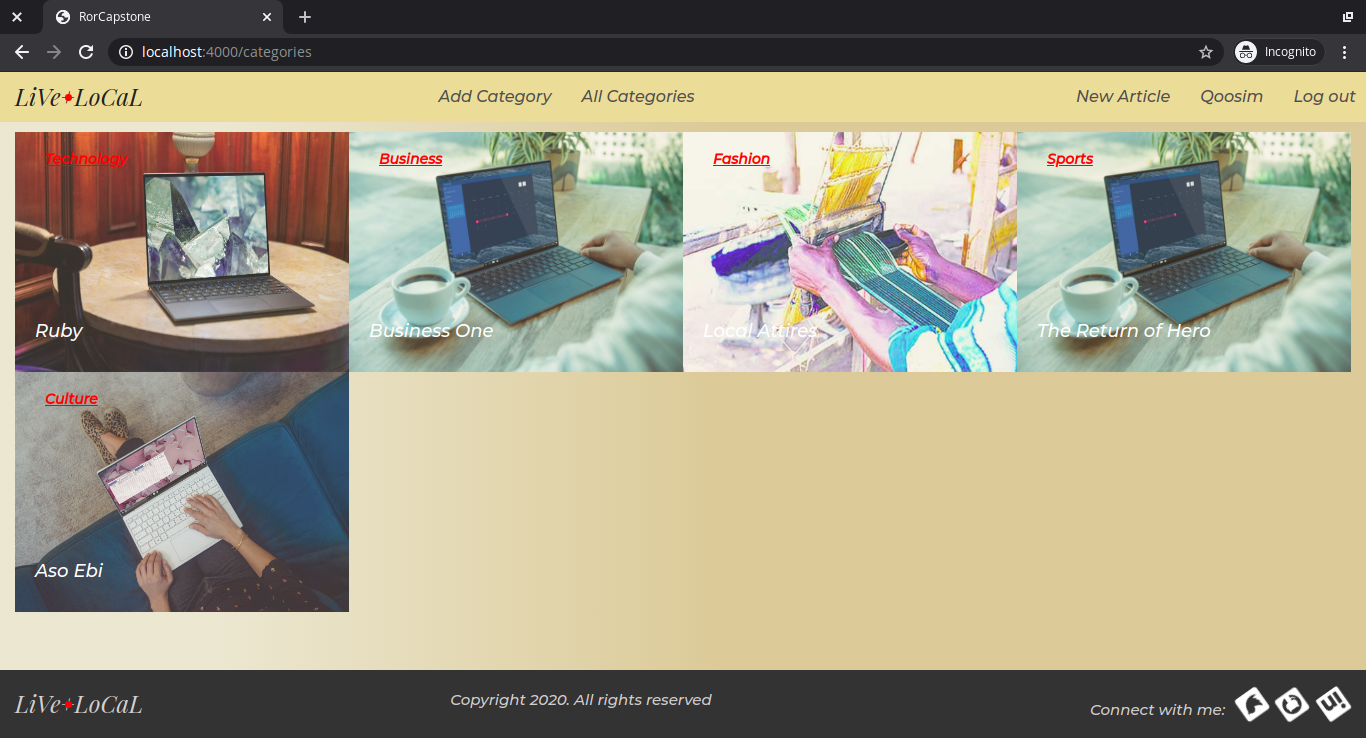 RorCapstone
localhost:4000/categories
Incognito
LiVe LoCaL
Add Category
All Categories
New Article
Qoosim
Log out
Technology
Business
Fashion
Sports
Ruby
Business One
Local Attires
The Return of Hero
Culture
Aso Ebi
LiVe LoCaL
Copyright 2020. All rights reserved
Connect with me: